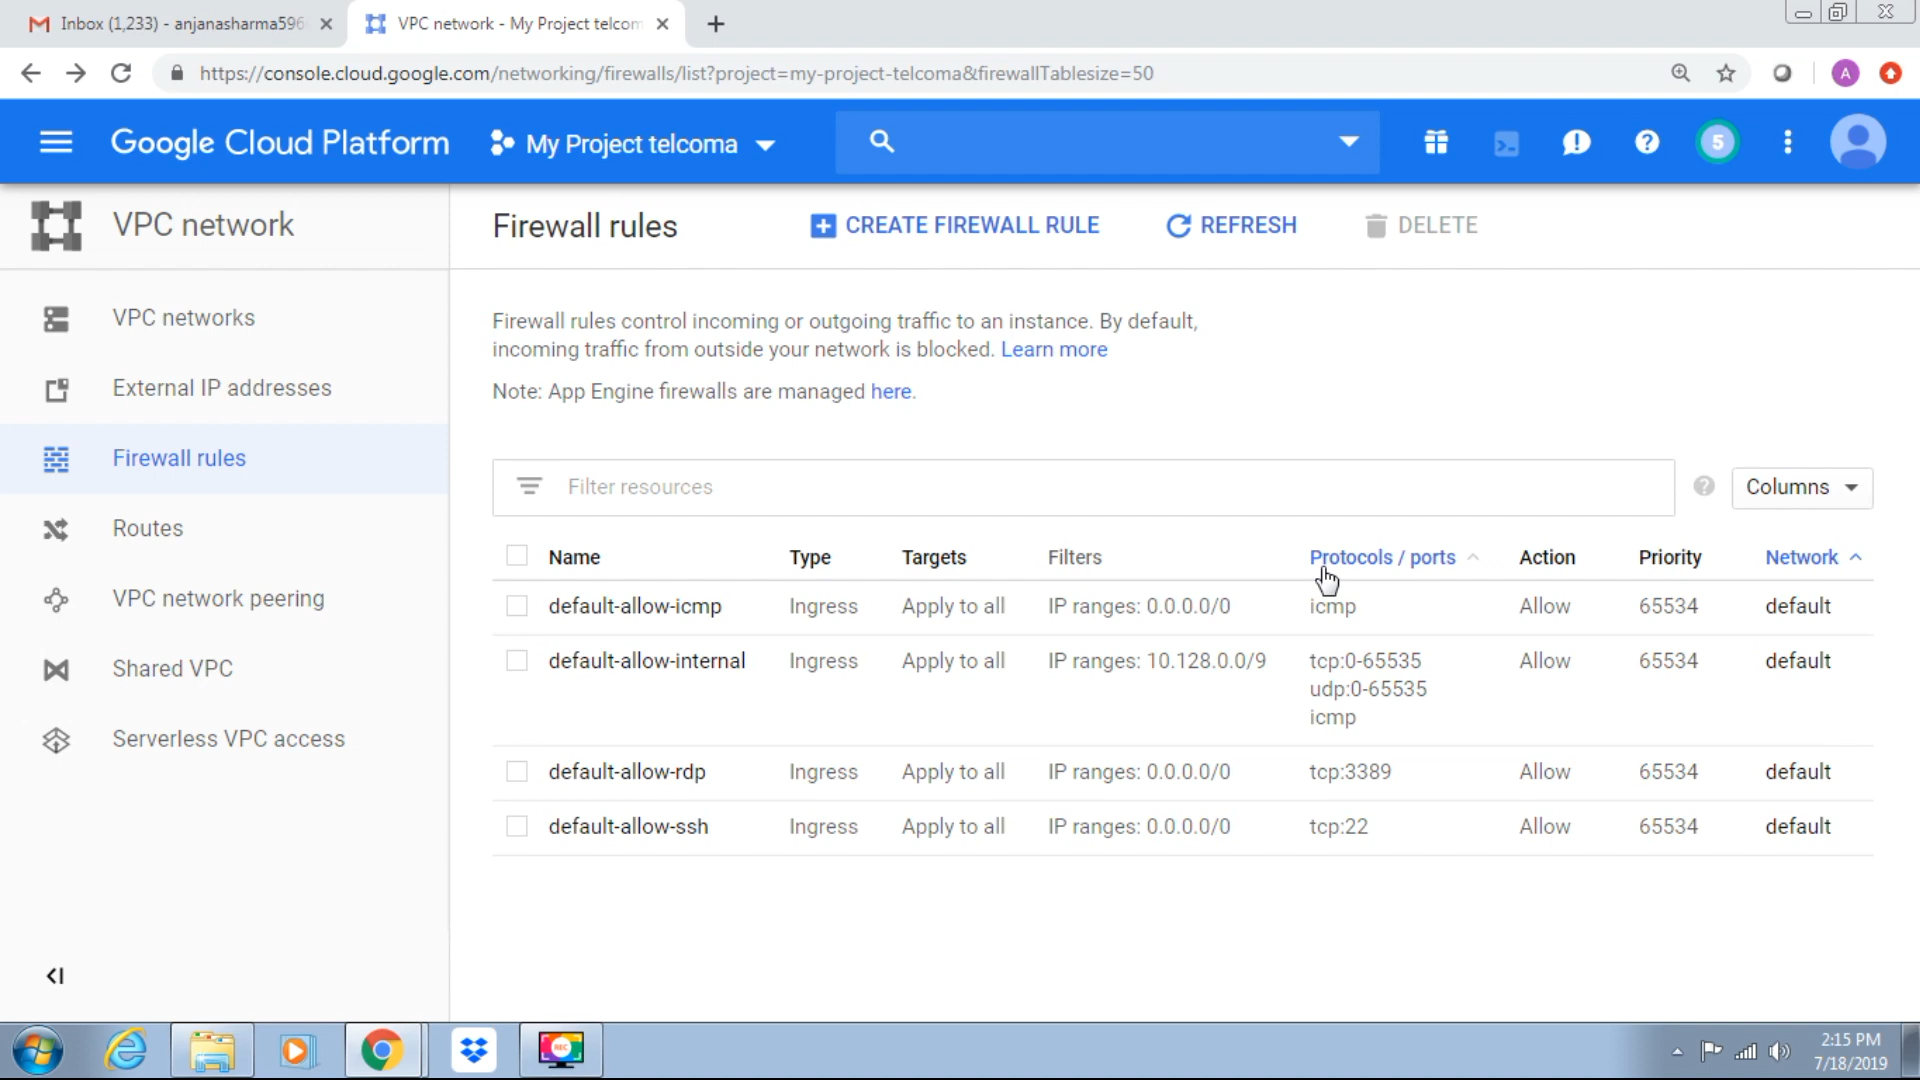 Inbox (1,233) - anjanasharma596
VPC network - My Project telcom
https://console.cloud.google.com/networking/firewalls/list?project=my-project-telcoma&firewallTablesize=50
A
Google Cloud Platform
My Project telcoma
5
VPC network
Firewall rules
CREATE FIREWALL RULE
REFRESH
DELETE
VPC networks
External IP addresses
Firewall rules
Routes
VPC network peering
Shared VPC
Serverless VPC access
Firewall rules control incoming or outgoing traffic to an instance. By default,
incoming traffic from outside your network is blocked. Learn more
Note: App Engine firewalls are managed here.
Filter resources
Columns
Name Type Targets Filters Protocols / ports Action Priority Network
default-allow-icmp Ingress Apply to all IP ranges: 0.0.0.0/0 icmp Allow 65534 default
default-allow-internal Ingress Apply to all IP ranges: 10.128.0.0/9 tcp:0-65535 Allow 65534 default
udp:0-65535
icmp
default-allow-rdp Ingress Apply to all IP ranges: 0.0.0.0/0 tcp:3389 Allow 65534 default
default-allow-ssh Ingress Apply to all IP ranges: 0.0.0.0/0 tcp:22 Allow 65534 default
REC
2:15 PM
7/18/2019